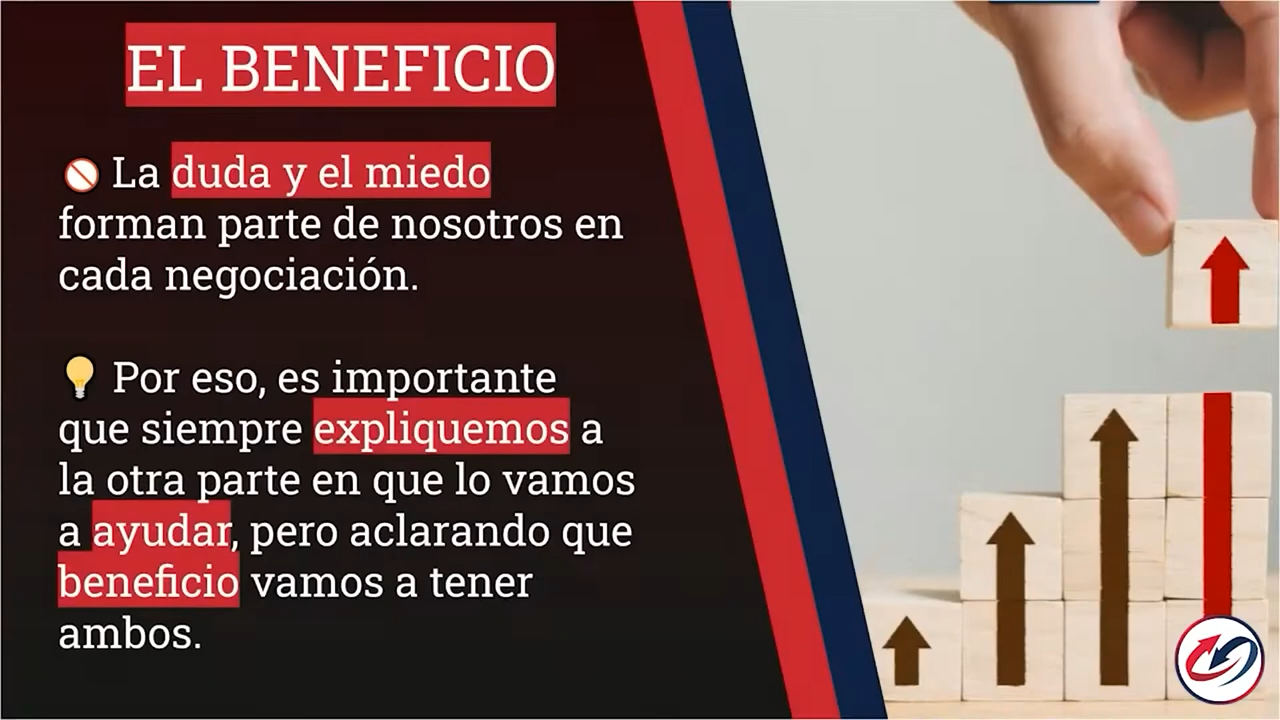 EL BENEFICIO
🚫 La duda y el miedo
forman parte de nosotros en
cada negociación.
💡 Por eso, es importante
que siempre expliquemos a
la otra parte en que lo vamos
a ayudar, pero aclarando que
beneficio vamos a tener
ambos.